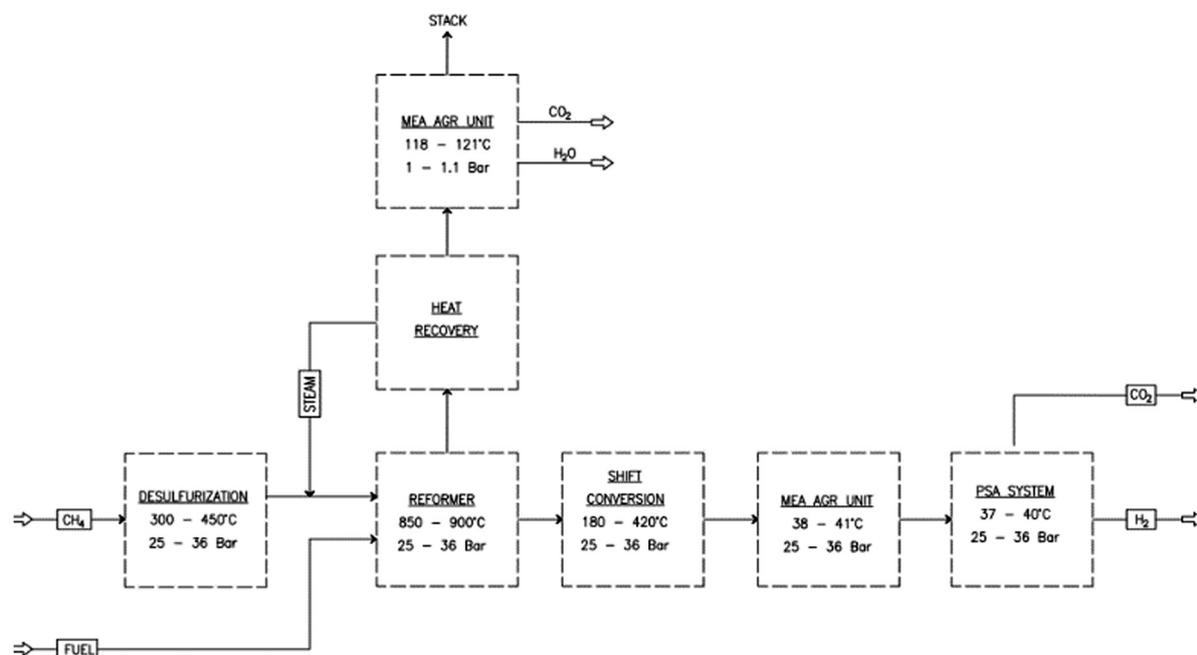 STACK
MEA AGR UNIT
118 – 121°C
1 – 1.1 Bar
CO₂
H₂O
HEAT
RECOVERY
STEAM
CO₂
DESULFURIZATION
300 – 450°C
25 – 36 Bar
REFORMER
850 – 900°C
25 – 36 Bar
SHIFT
CONVERSION
180 – 420°C
25 – 36 Bar
MEA AGR UNIT
38 – 41°C
25 – 36 Bar
PSA SYSTEM
37 – 40°C
25 – 36 Bar
CH₄
H₂
FUEL